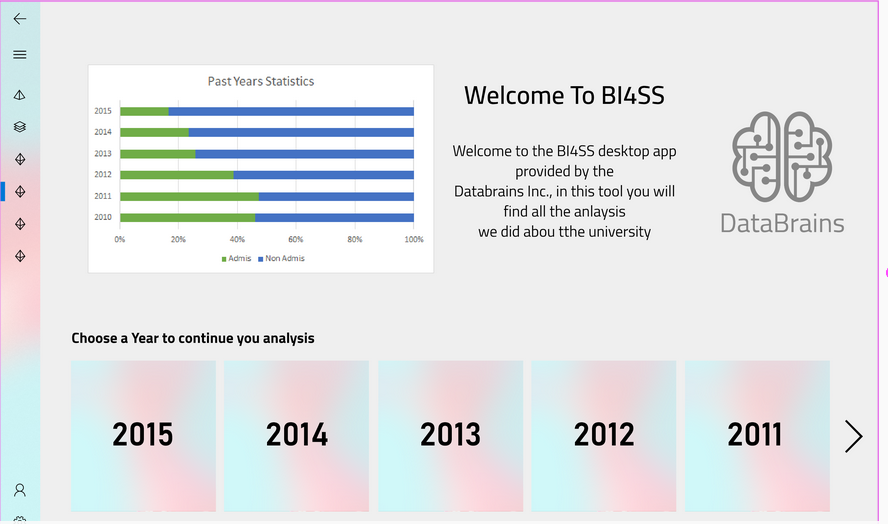 Past Years Statistics
2015
2014
2013
2012
2011
2010
0% 20% 40% 60% 80% 100%
Admis Non Admis
Welcome To BI4SS
Welcome to the BI4SS desktop app
provided by the
Databrains Inc., in this tool you will
find all the anlaysis
we did abou tthe university
DataBrains
Choose a Year to continue you analysis
2015 2014 2013 2012 2011